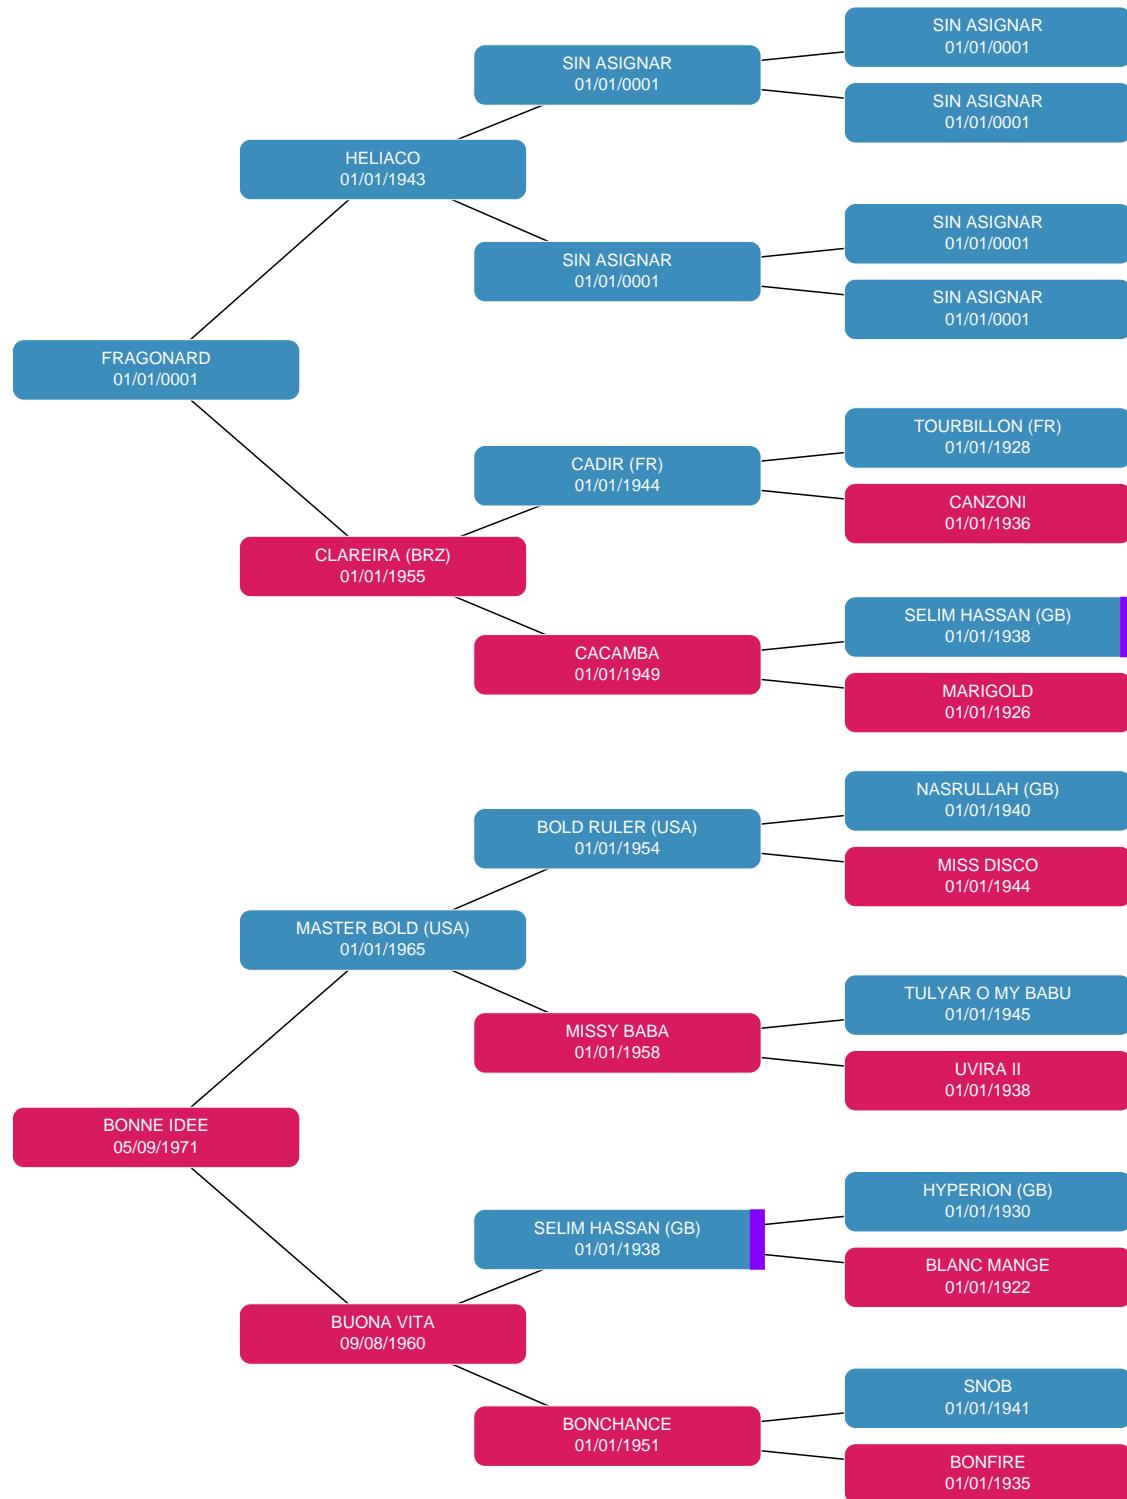 SIN ASIGNAR
01/01/0001
SIN ASIGNAR
01/01/0001
SIN ASIGNAR
01/01/0001
HELIACO
01/01/1943
SIN ASIGNAR
01/01/0001
SIN ASIGNAR
01/01/0001
SIN ASIGNAR
01/01/0001
FRAGONARD
01/01/0001
TOURBILLON (FR)
01/01/1928
CADIR (FR)
01/01/1944
CANZONI
01/01/1936
CLAREIRA (BRZ)
01/01/1955
SELIM HASSAN (GB)
01/01/1938
CACAMBA
01/01/1949
MARIGOLD
01/01/1926
NASRULLAH (GB)
01/01/1940
BOLD RULER (USA)
01/01/1954
MISS DISCO
01/01/1944
MASTER BOLD (USA)
01/01/1965
TULYAR O MY BABU
01/01/1945
MISSY BABA
01/01/1958
UVIRA II
01/01/1938
BONNE IDEE
05/09/1971
HYPERION (GB)
01/01/1930
SELIM HASSAN (GB)
01/01/1938
BLANC MANGE
01/01/1922
BUONA VITA
09/08/1960
SNOB
01/01/1941
BONCHANCE
01/01/1951
BONFIRE
01/01/1935